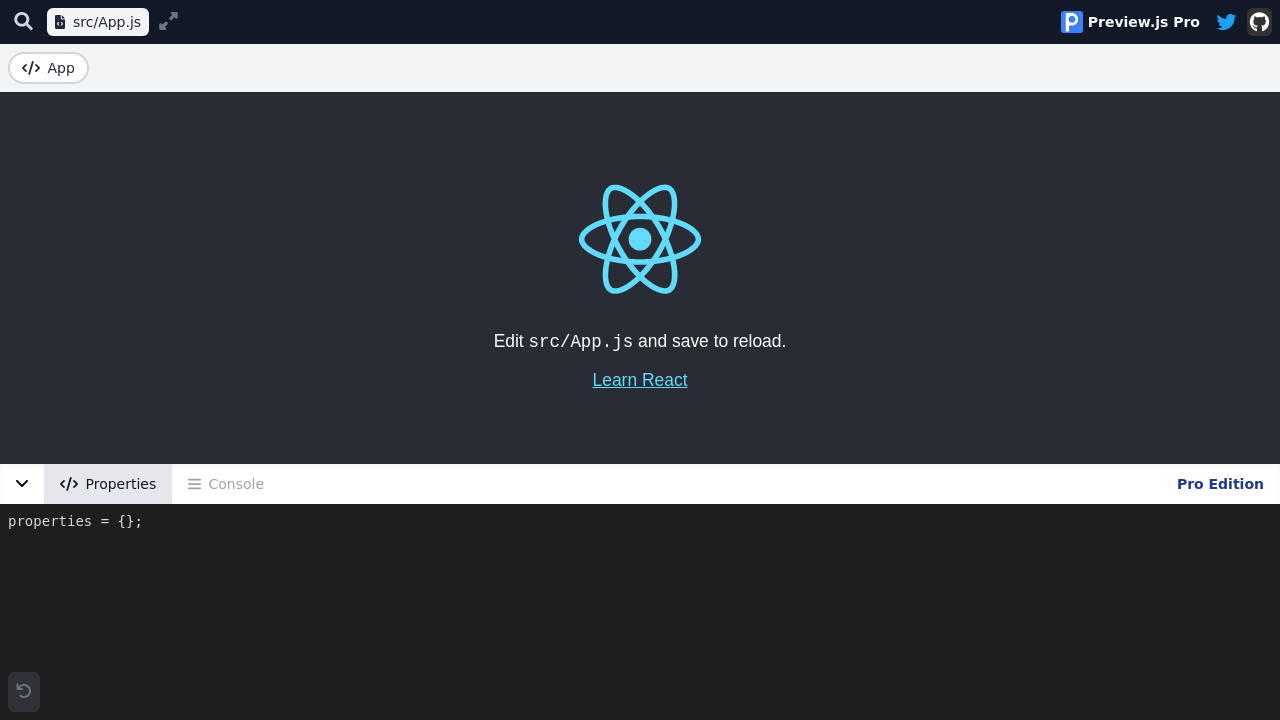 src/App.js
Preview.js Pro
App
Edit src/App.js and save to reload.
Learn React
Properties
Console
Pro Edition
properties = {};